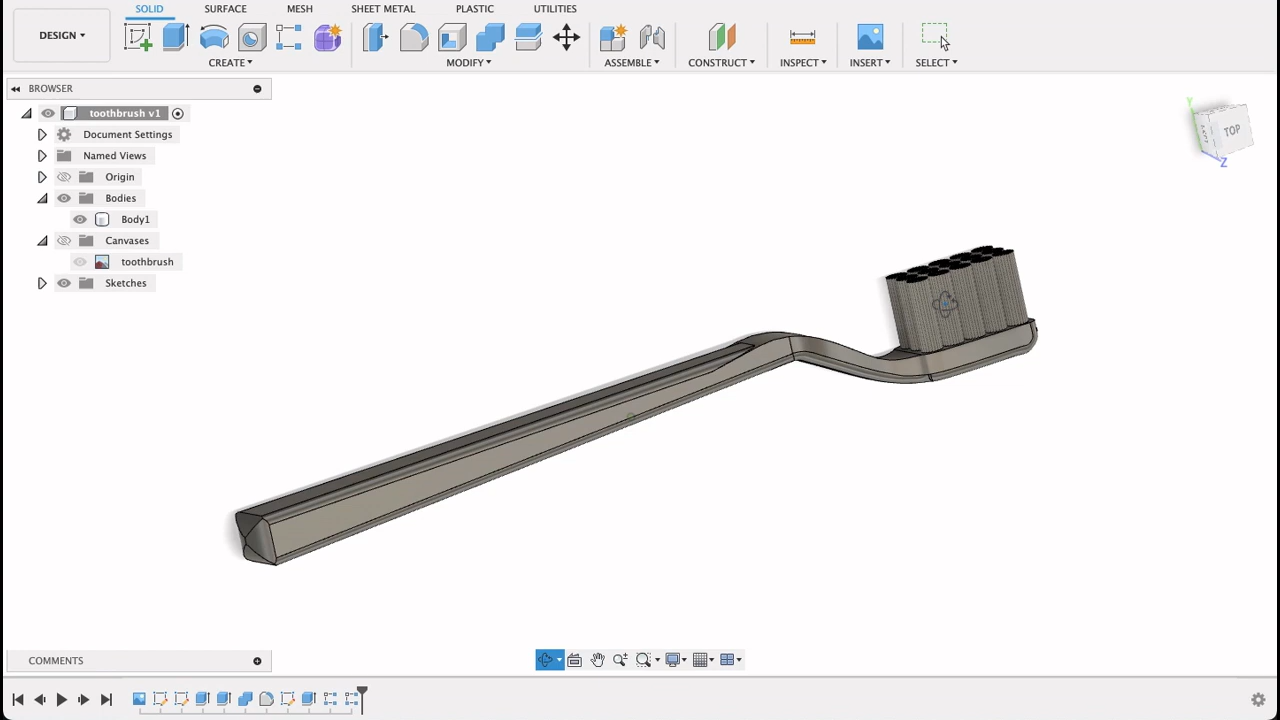 SOLID SURFACE MESH SHEET METAL PLASTIC UTILITIES
DESIGN
CREATE MODIFY ASSEMBLE CONSTRUCT INSPECT INSERT SELECT
BROWSER
toothbrush v1
Document Settings
Named Views
Origin
Bodies
Body1
Canvases
toothbrush
Sketches
Y
LEFT TOP
Z
COMMENTS